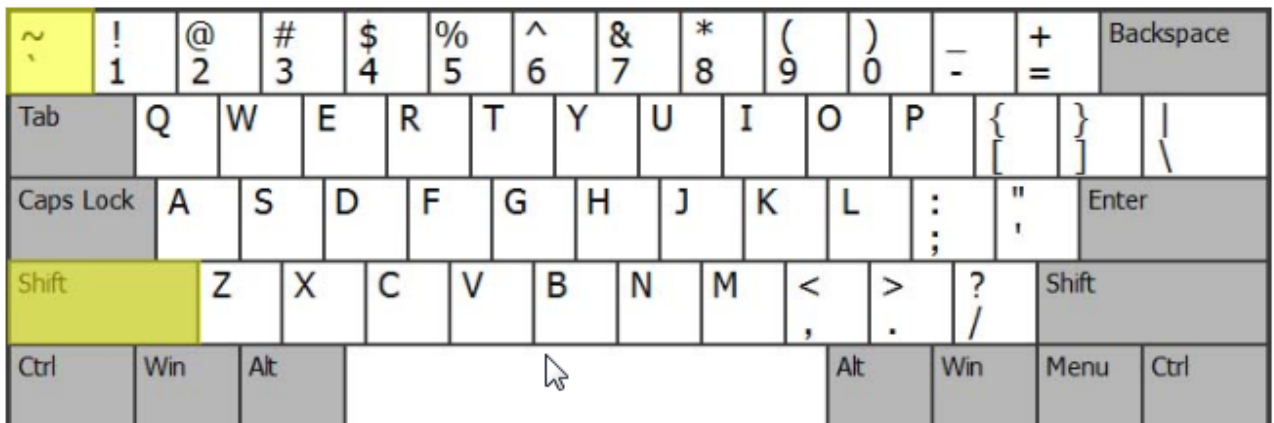 ~ ! @ # $ % ^ & * ( ) _ + Backspace
` 1 2 3 4 5 6 7 8 9 0 - =
Tab Q W E R T Y U I O P { } |
[ ] \
Caps Lock A S D F G H J K L : " Enter
; '
Shift Z X C V B N M < > ? Shift
, . /
Ctrl Win Alt Alt Win Menu Ctrl